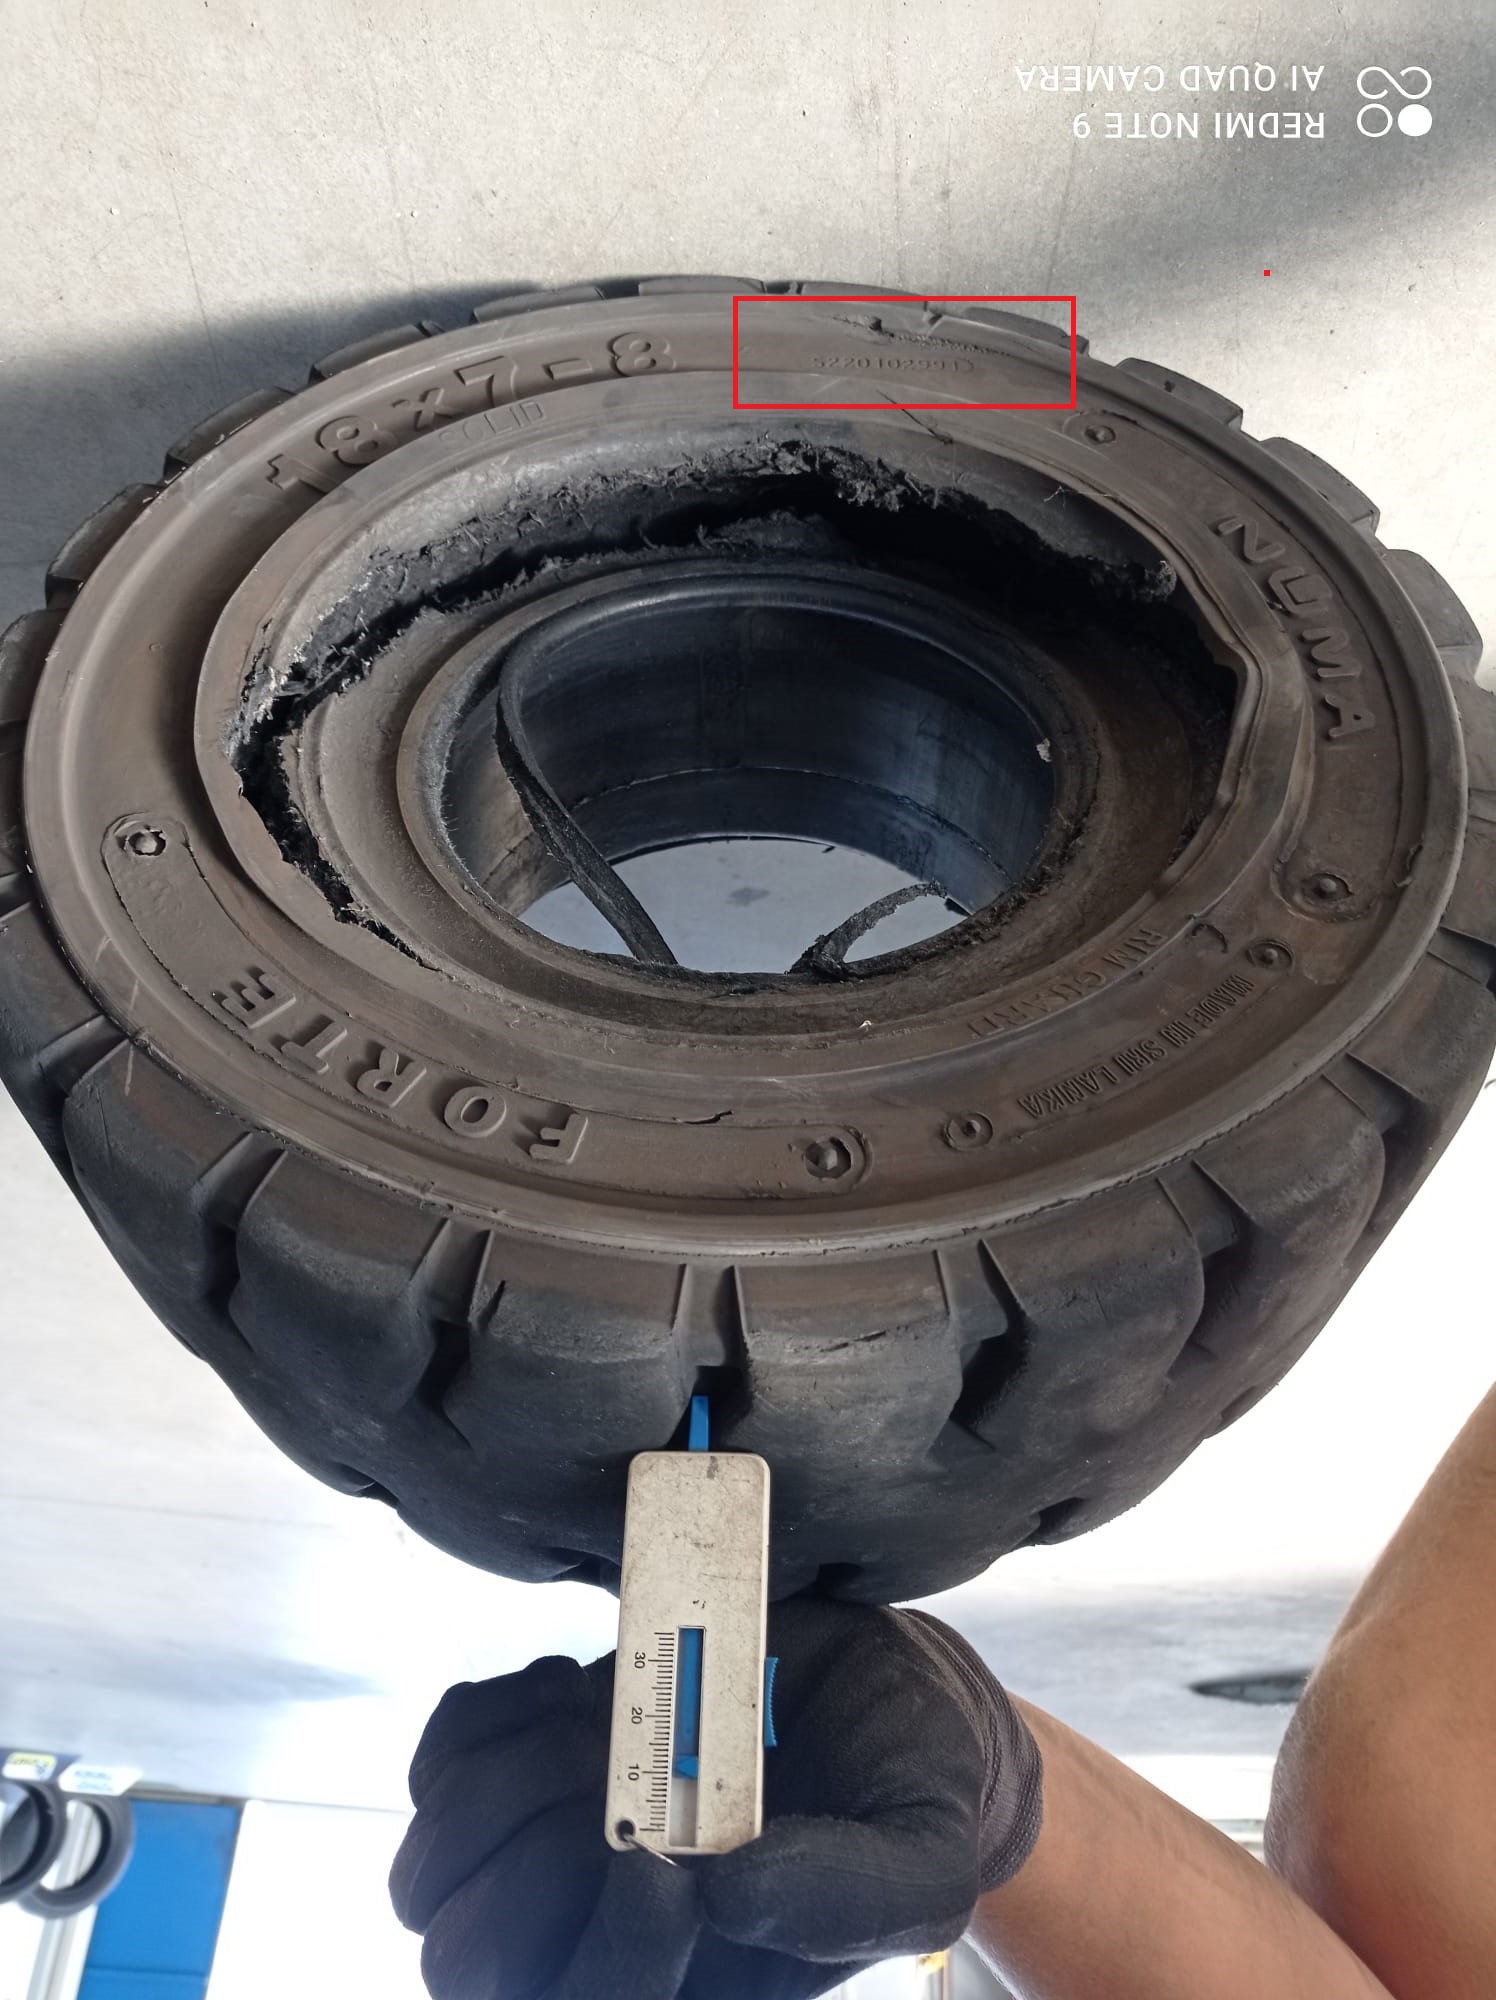 REDMI NOTE 9
AI QUAD CAMERA
18x7-8
SOLID
NUMA
FORTE
RIM GUARD
MADE IN SRI LANKA
30
20
10